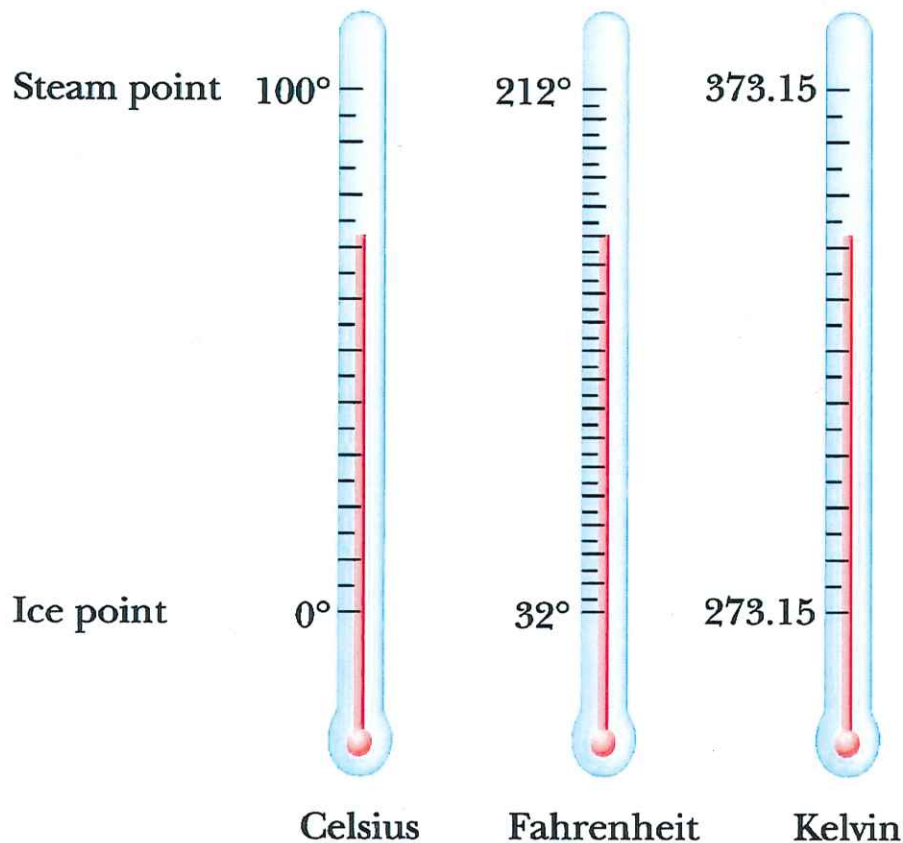 Steam point 100° 212° 373.15
Ice point 0° 32° 273.15
Celsius Fahrenheit Kelvin